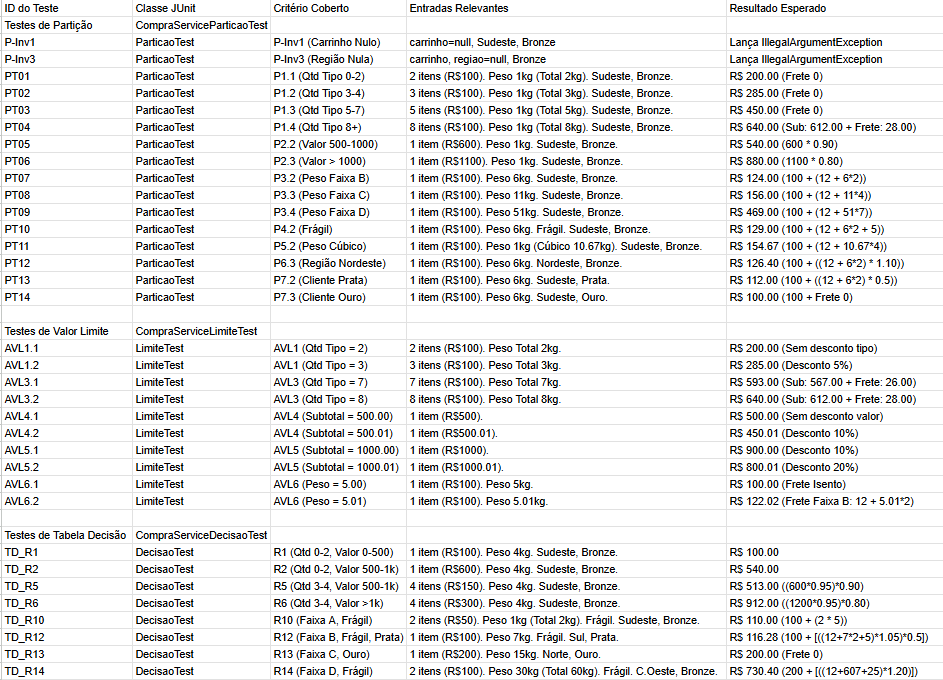 ID do Teste Classe JUnit Critério Coberto Entradas Relevantes Resultado Esperado
Testes de Partição CompraServiceParticaoTest
P-Inv1 ParticaoTest P-Inv1 (Carrinho Nulo) carrinho=null, Sudeste, Bronze Lança IllegalArgumentException
P-Inv3 ParticaoTest P-Inv3 (Região Nula) carrinho, regiao=null, Bronze Lança IllegalArgumentException
PT01 ParticaoTest P1.1 (Qtd Tipo 0-2) 2 itens (R$100). Peso 1kg (Total 2kg). Sudeste, Bronze. R$ 200.00 (Frete 0)
PT02 ParticaoTest P1.2 (Qtd Tipo 3-4) 3 itens (R$100). Peso 1kg (Total 3kg). Sudeste, Bronze. R$ 285.00 (Frete 0)
PT03 ParticaoTest P1.3 (Qtd Tipo 5-7) 5 itens (R$100). Peso 1kg (Total 5kg). Sudeste, Bronze. R$ 450.00 (Frete 0)
PT04 ParticaoTest P1.4 (Qtd Tipo 8+) 8 itens (R$100). Peso 1kg (Total 8kg). Sudeste, Bronze. R$ 640.00 (Sub: 612.00 + Frete: 28.00)
PT05 ParticaoTest P2.2 (Valor 500-1000) 1 item (R$600). Peso 1kg. Sudeste, Bronze. R$ 540.00 (600 * 0.90)
PT06 ParticaoTest P2.3 (Valor > 1000) 1 item (R$1100). Peso 1kg. Sudeste, Bronze. R$ 880.00 (1100 * 0.80)
PT07 ParticaoTest P3.2 (Peso Faixa B) 1 item (R$100). Peso 6kg. Sudeste, Bronze. R$ 124.00 (100 + (12 + 6*2))
PT08 ParticaoTest P3.3 (Peso Faixa C) 1 item (R$100). Peso 11kg. Sudeste, Bronze. R$ 156.00 (100 + (12 + 11*4))
PT09 ParticaoTest P3.4 (Peso Faixa D) 1 item (R$100). Peso 51kg. Sudeste, Bronze. R$ 469.00 (100 + (12 + 51*7))
PT10 ParticaoTest P4.2 (Frágil) 1 item (R$100). Peso 6kg. Frágil. Sudeste, Bronze. R$ 129.00 (100 + (12 + 6*2 + 5))
PT11 ParticaoTest P5.2 (Peso Cúbico) 1 item (R$100). Peso 1kg (Cúbico 10.67kg). Sudeste, Bronze. R$ 154.67 (100 + (12 + 10.67*4))
PT12 ParticaoTest P6.3 (Região Nordeste) 1 item (R$100). Peso 6kg. Nordeste, Bronze. R$ 126.40 (100 + ((12 + 6*2) * 1.10))
PT13 ParticaoTest P7.2 (Cliente Prata) 1 item (R$100). Peso 6kg. Sudeste, Prata. R$ 112.00 (100 + ((12 + 6*2) * 0.5))
PT14 ParticaoTest P7.3 (Cliente Ouro) 1 item (R$100). Peso 6kg. Sudeste, Ouro. R$ 100.00 (100 + Frete 0)
Testes de Valor Limite CompraServiceLimiteTest
AVL1.1 LimiteTest AVL1 (Qtd Tipo = 2) 2 itens (R$100). Peso Total 2kg. R$ 200.00 (Sem desconto tipo)
AVL1.2 LimiteTest AVL1 (Qtd Tipo = 3) 3 itens (R$100). Peso Total 3kg. R$ 285.00 (Desconto 5%)
AVL3.1 LimiteTest AVL3 (Qtd Tipo = 7) 7 itens (R$100). Peso Total 7kg. R$ 593.00 (Sub: 567.00 + Frete: 26.00)
AVL3.2 LimiteTest AVL3 (Qtd Tipo = 8) 8 itens (R$100). Peso Total 8kg. R$ 640.00 (Sub: 612.00 + Frete: 28.00)
AVL4.1 LimiteTest AVL4 (Subtotal = 500.00) 1 item (R$500). R$ 500.00 (Sem desconto valor)
AVL4.2 LimiteTest AVL4 (Subtotal = 500.01) 1 item (R$500.01). R$ 450.01 (Desconto 10%)
AVL5.1 LimiteTest AVL5 (Subtotal = 1000.00) 1 item (R$1000). R$ 900.00 (Desconto 10%)
AVL5.2 LimiteTest AVL5 (Subtotal = 1000.01) 1 item (R$1000.01). R$ 800.01 (Desconto 20%)
AVL6.1 LimiteTest AVL6 (Peso = 5.00) 1 item (R$100). Peso 5kg. R$ 100.00 (Frete Isento)
AVL6.2 LimiteTest AVL6 (Peso = 5.01) 1 item (R$100). Peso 5.01kg. R$ 122.02 (Frete Faixa B: 12 + 5.01*2)
Testes de Tabela Decisão CompraServiceDecisaoTest
TD_R1 DecisaoTest R1 (Qtd 0-2, Valor 0-500) 1 item (R$100). Peso 4kg. Sudeste, Bronze. R$ 100.00
TD_R2 DecisaoTest R2 (Qtd 0-2, Valor 500-1k) 1 item (R$600). Peso 4kg. Sudeste, Bronze. R$ 540.00
TD_R5 DecisaoTest R5 (Qtd 3-4, Valor 500-1k) 4 itens (R$150). Peso 4kg. Sudeste, Bronze. R$ 513.00 ((600*0.95)*0.90)
TD_R6 DecisaoTest R6 (Qtd 3-4, Valor >1k) 4 itens (R$300). Peso 4kg. Sudeste, Bronze. R$ 912.00 ((1200*0.95)*0.80)
TD_R10 DecisaoTest R10 (Faixa A, Frágil) 2 itens (R$50). Peso 1kg (Total 2kg). Frágil. Sudeste, Bronze. R$ 110.00 (100 + (2 * 5))
TD_R12 DecisaoTest R12 (Faixa B, Frágil, Prata) 1 item (R$100). Peso 7kg. Frágil. Sul, Prata. R$ 116.28 (100 + [((12+7*2+5)*1.05)*0.5])
TD_R13 DecisaoTest R13 (Faixa C, Ouro) 1 item (R$200). Peso 15kg. Norte, Ouro. R$ 200.00 (Frete 0)
TD_R14 DecisaoTest R14 (Faixa D, Frágil) 2 itens (R$100). Peso 30kg (Total 60kg). Frágil. C.Oeste, Bronze. R$ 730.40 (200 + [((12+607+25)*1.20)])